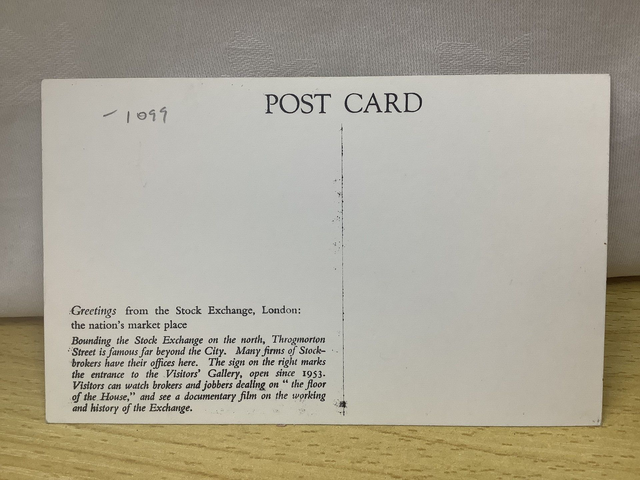 POST CARD
– 1099
Greetings from the Stock Exchange, London:
the nation's market place
Bounding the Stock Exchange on the north, Throgmorton
Street is famous far beyond the City. Many firms of Stock-
brokers have their offices here. The sign on the right marks
the entrance to the Visitors' Gallery, open since 1953.
Visitors can watch brokers and jobbers dealing on " the floor
of the House," and see a documentary film on the working
and history of the Exchange.